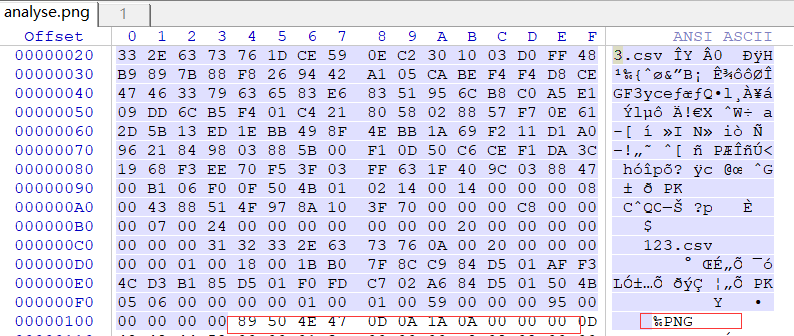 analyse.png 1
Offset 0 1 2 3 4 5 6 7 8 9 A B C D E F ANSI ASCII
00000020 33 2E 63 73 76 1D CE 59 0E C2 30 10 03 D0 FF 48 3.csv ÎY Â0 ÐÿH
00000030 B9 89 7B 88 F8 26 94 42 A1 05 CA BE F4 F4 D8 CE ¹‰{ˆø&”B¡ Ê¾ôôØÎ
00000040 47 46 33 79 63 65 83 E6 83 51 95 6C B8 C0 A5 E1 GF3yceƒæƒQ•l¸À¥á
00000050 09 DD 6C B5 F4 01 C4 21 80 58 02 88 57 F7 0E 61 Ýlµô Ä!€X ˆW÷ a
00000060 2D 5B 13 ED 1E BB 49 8F 4E BB 1A 69 F2 11 D1 A0 -[ í »I N» iò Ñ
00000070 96 21 84 98 03 88 5B 00 F1 0D 50 C6 CE F1 DA 3C –!„˜ ˆ[ ñ PÆÎñÚ<
00000080 19 68 F3 EE 70 F5 3F 03 FF 63 1F 40 9C 03 88 47 hóîpõ? ÿc @œ ˆG
00000090 00 B1 06 F0 0F 50 4B 01 02 14 00 14 00 00 00 08 ± ð PK
000000A0 00 43 88 51 4F 97 8A 10 3F 70 00 00 00 C8 00 00 CˆQO—Š ?p È
000000B0 00 07 00 24 00 00 00 00 00 00 00 20 00 00 00 00 $
000000C0 00 00 00 31 32 33 2E 63 73 76 0A 00 20 00 00 00 123.csv
000000D0 00 00 01 00 18 00 1B B0 7F 8C C9 84 D5 01 AF F3 ° ŒÉ„Õ ¯ó
000000E0 4C D3 B1 85 D5 01 F0 FD C7 02 A6 84 D5 01 50 4B LÓ±…Õ ðýÇ ¦„Õ PK
000000F0 05 06 00 00 00 00 01 00 01 00 59 00 00 00 95 00 Y •
00000100 00 00 00 00 89 50 4E 47 0D 0A 1A 0A 00 00 00 0D ‰PNG